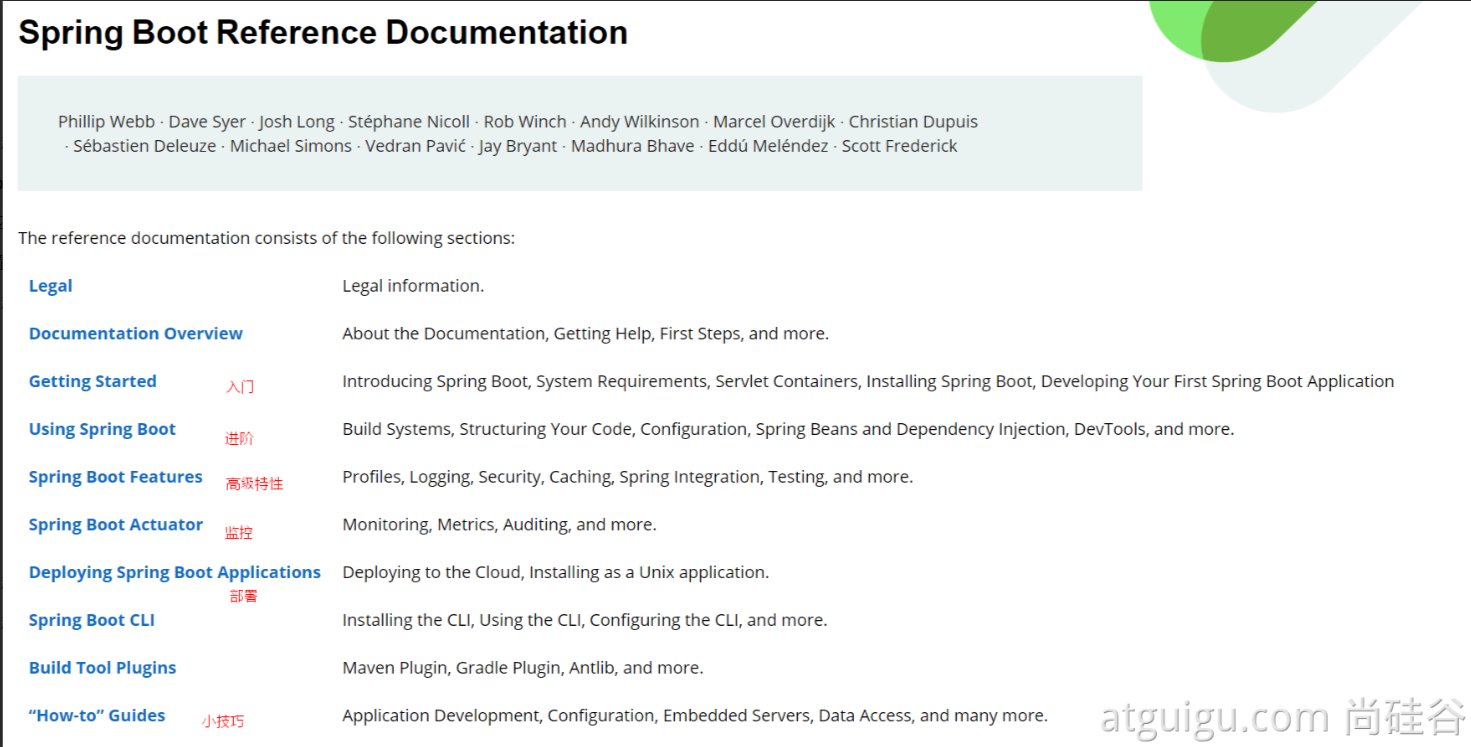 Spring Boot Reference Documentation
Phillip Webb · Dave Syer · Josh Long · Stéphane Nicoll · Rob Winch · Andy Wilkinson · Marcel Overdijk · Christian Dupuis
· Sébastien Deleuze · Michael Simons · Vedran Pavić · Jay Bryant · Madhura Bhave · Eddú Meléndez · Scott Frederick
The reference documentation consists of the following sections:
Legal Legal information.
Documentation Overview About the Documentation, Getting Help, First Steps, and more.
Getting Started 入门 Introducing Spring Boot, System Requirements, Servlet Containers, Installing Spring Boot, Developing Your First Spring Boot Application
Using Spring Boot 进阶 Build Systems, Structuring Your Code, Configuration, Spring Beans and Dependency Injection, DevTools, and more.
Spring Boot Features 高级特性 Profiles, Logging, Security, Caching, Spring Integration, Testing, and more.
Spring Boot Actuator 监控 Monitoring, Metrics, Auditing, and more.
Deploying Spring Boot Applications Deploying to the Cloud, Installing as a Unix application.
部署
Spring Boot CLI Installing the CLI, Using the CLI, Configuring the CLI, and more.
Build Tool Plugins Maven Plugin, Gradle Plugin, Antlib, and more.
“How-to” Guides 小技巧 Application Development, Configuration, Embedded Servers, Data Access, and many more.
atguigu.com 尚硅谷